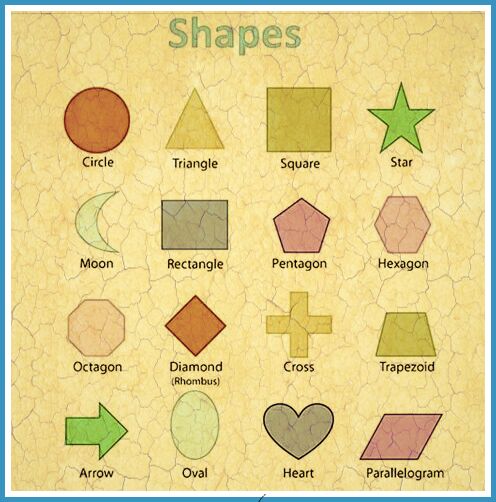 Shapes
Circle Triangle Square Star
Moon Rectangle Pentagon Hexagon
Octagon Diamond Cross Trapezoid
(Rhombus)
Arrow Oval Heart Parallelogram